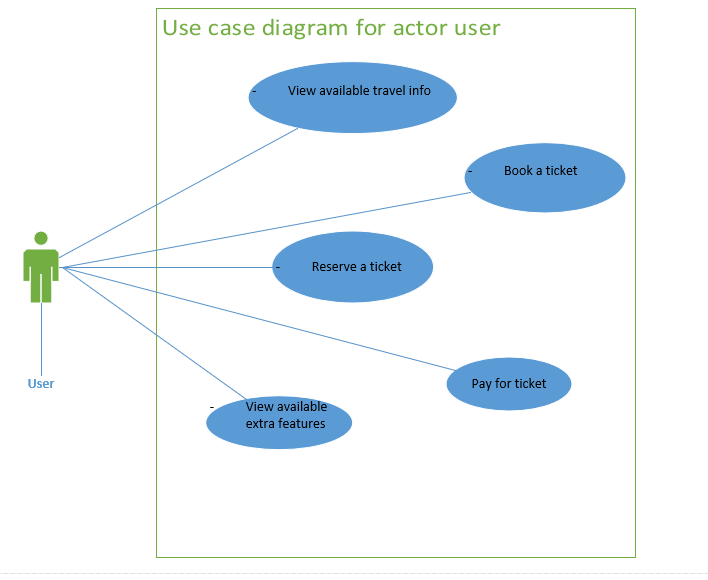 Use case diagram for actor user
- View available travel info
- Book a ticket
- Reserve a ticket
User
Pay for ticket
- View available
extra features